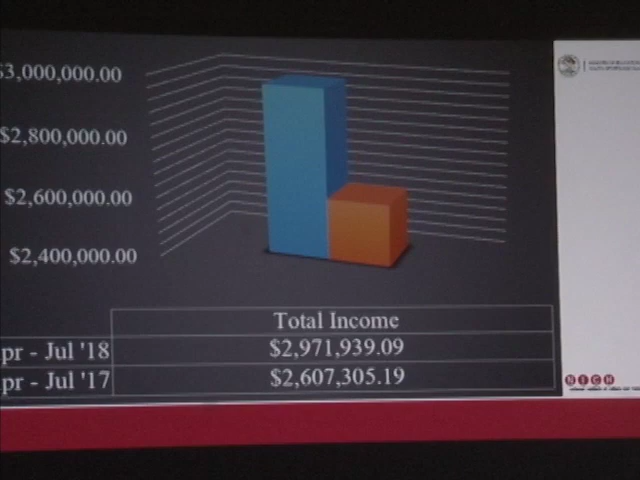 $3,000,000.00
$2,800,000.00
$2,600,000.00
$2,400,000.00
Total Income
pr - Jul '18 $2,971,939.09
pr - Jul '17 $2,607,305.19
NICH